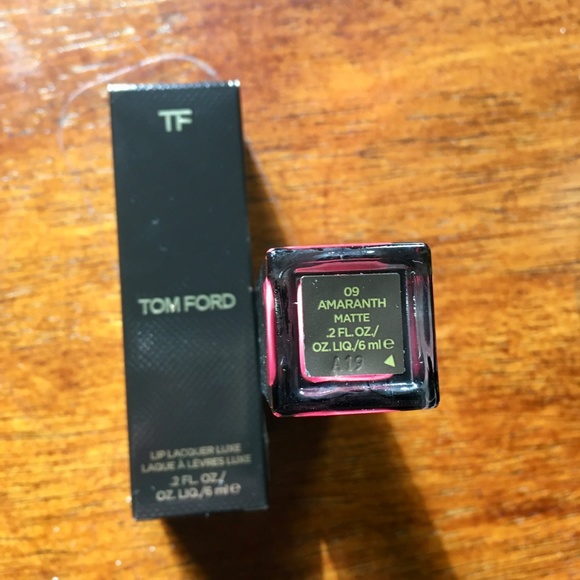 TF
TOM FORD
LIP LACQUER LUXE
LAQUE À LÈVRES LUXE
.2 FL. OZ./
OZ. LIQ./6 ml e
09
AMARANTH
MATTE
.2 FL. OZ./
OZ. LIQ./6 ml e
A19